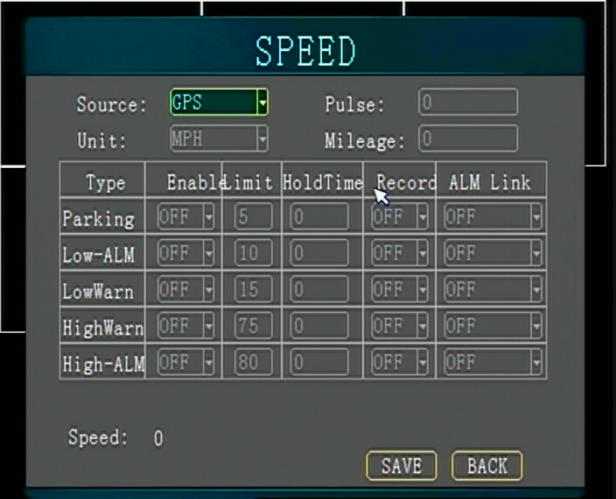 SPEED
Source: GPS Pulse: 0
Unit: MPH Mileage: 0
Type Enable Limit HoldTime Record ALM Link
Parking OFF 5 0 OFF OFF
Low-ALM OFF 10 0 OFF OFF
LowWarn OFF 15 0 OFF OFF
HighWarn OFF 75 0 OFF OFF
High-ALM OFF 80 0 OFF OFF
Speed: 0
SAVE BACK